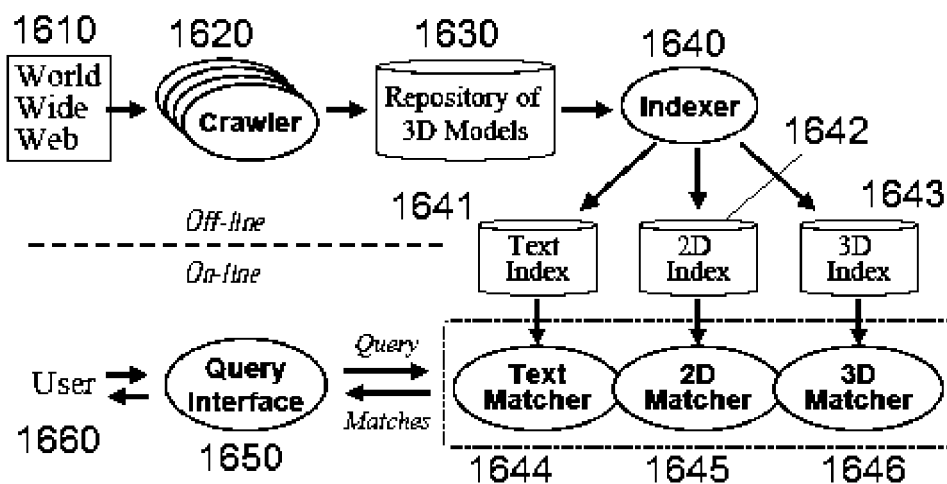 1610
1620
1630
1640
World
Wide
Web
Crawler
Repository of
3D Models
Indexer
1642
1641
1643
Off-line
On-line
Text
Index
2D
Index
3D
Index
User
Query
Interface
Query
Matches
Text
Matcher
2D
Matcher
3D
Matcher
1660
1650
1644
1645
1646